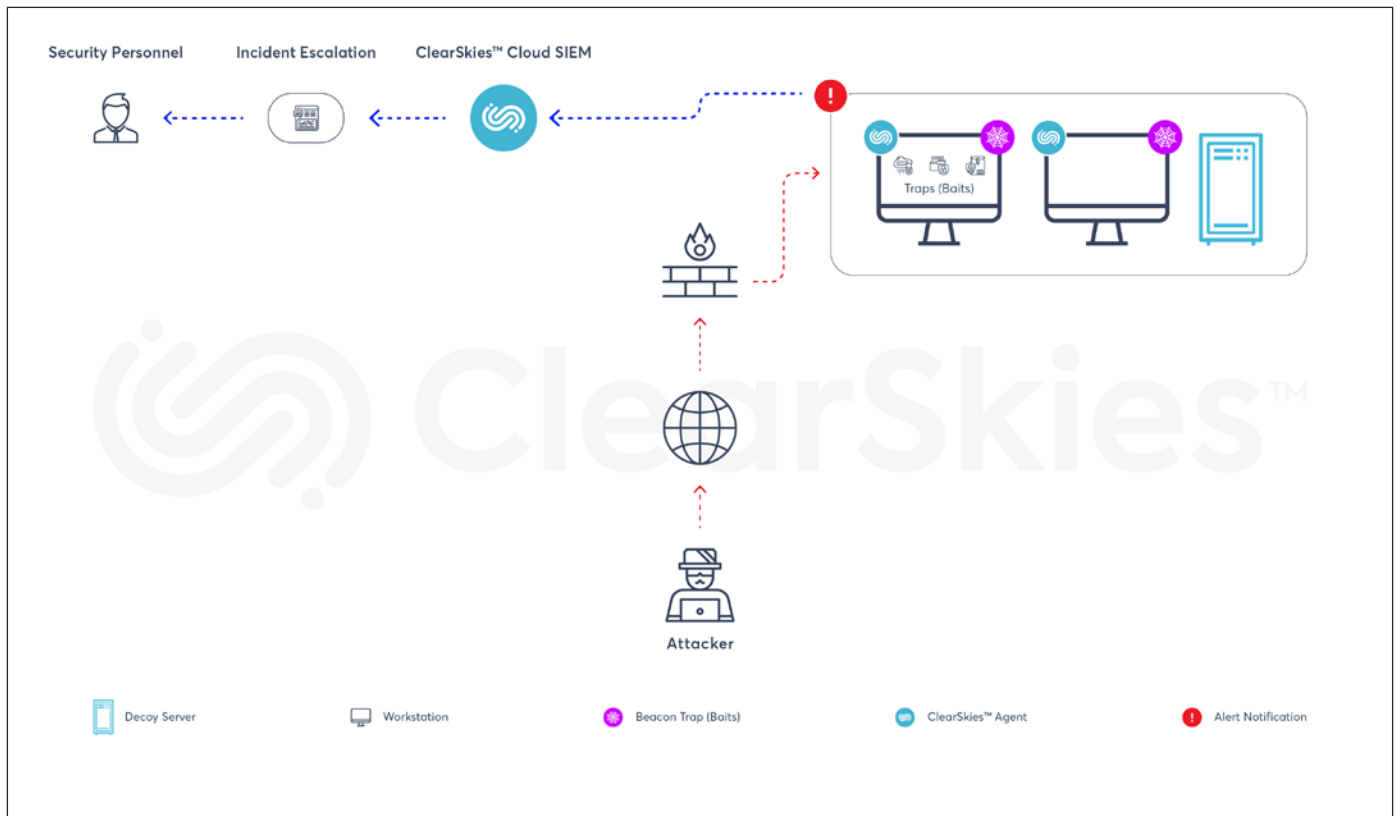 Security Personnel
Incident Escalation
ClearSkies™ Cloud SIEM
Traps (Baits)
ClearSkies™
Attacker
Decoy Server
Workstation
Beacon Trap (Baits)
ClearSkies™ Agent
Alert Notification